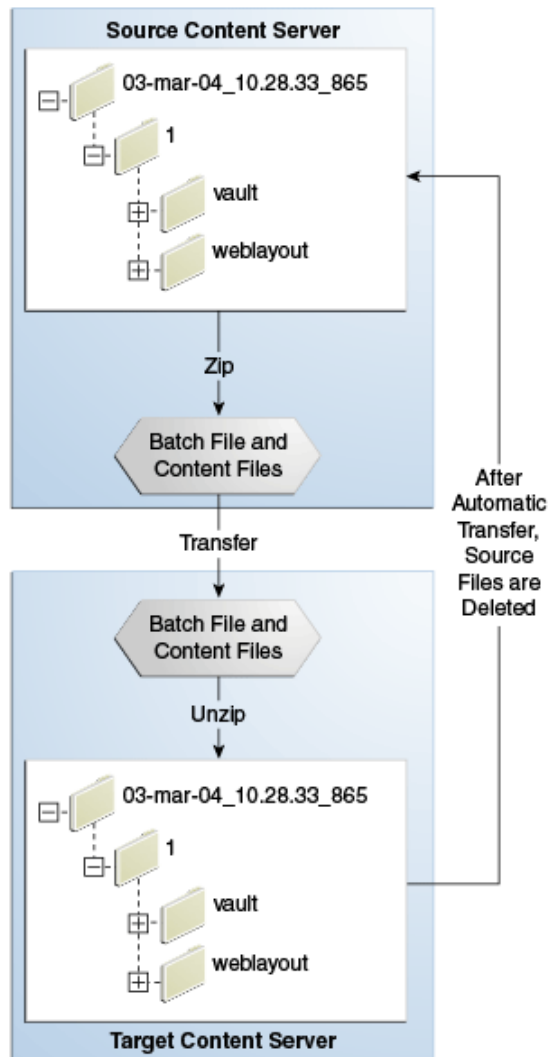 Source Content Server
03-mar-04_10.28.33_865
1
vault
weblayout
Zip
Batch File and
Content Files
Transfer
After
Automatic
Transfer,
Source
Files are
Deleted
Batch File and
Content Files
Unzip
03-mar-04_10.28.33_865
1
vault
weblayout
Target Content Server